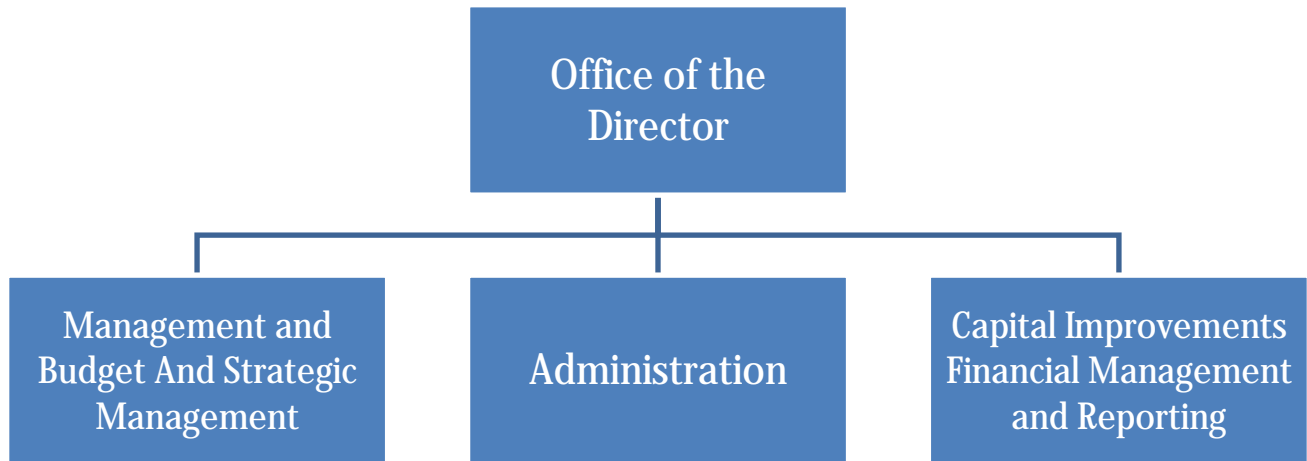 Office of the
Director
Management and
Budget And Strategic
Management
Administration
Capital Improvements
Financial Management
and Reporting